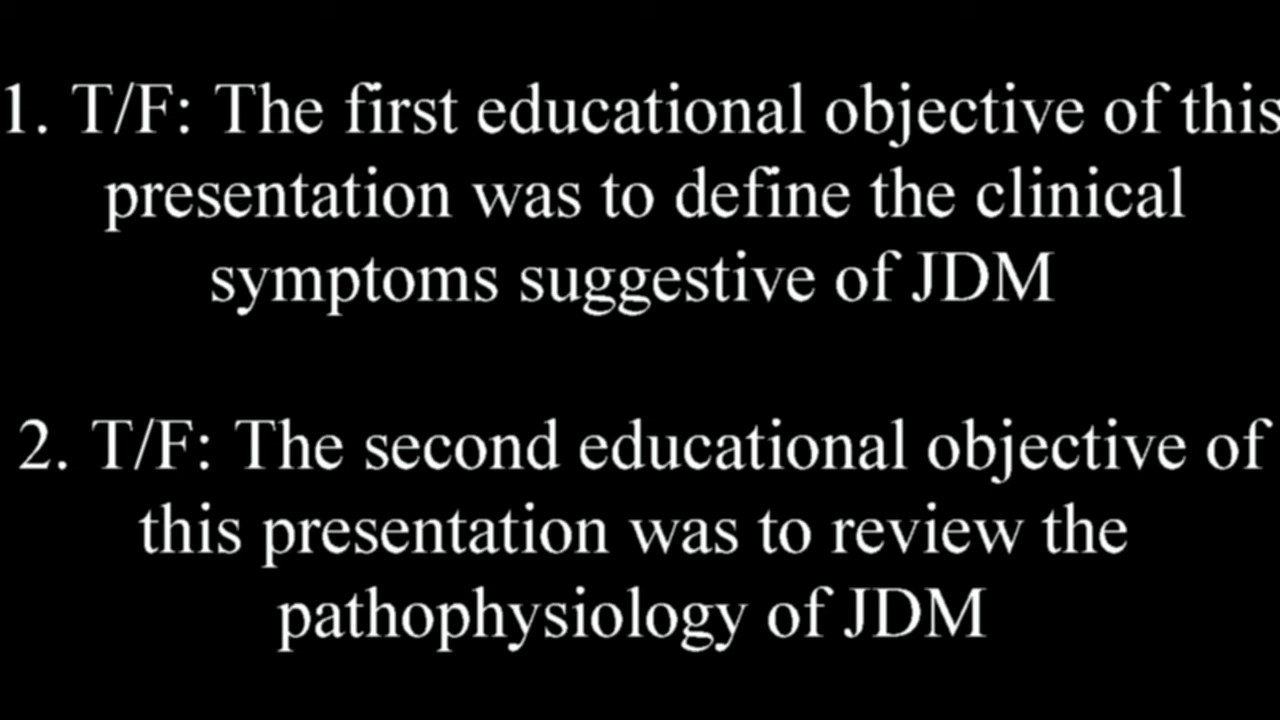 1. T/F: The first educational objective of this
presentation was to define the clinical
symptoms suggestive of JDM
2. T/F: The second educational objective of
this presentation was to review the
pathophysiology of JDM